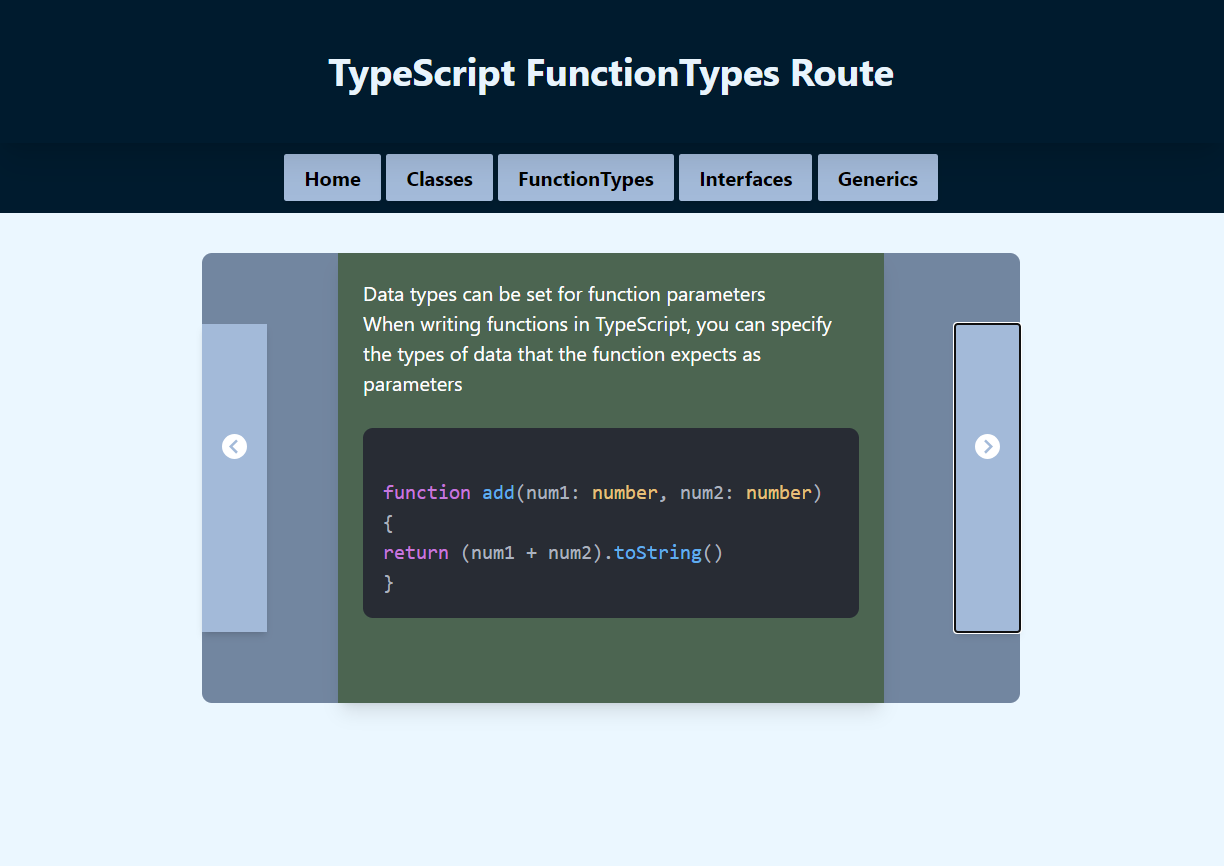 TypeScript FunctionTypes Route
Home Classes FunctionTypes Interfaces Generics
Data types can be set for function parameters
When writing functions in TypeScript, you can specify
the types of data that the function expects as
parameters
function add(num1: number, num2: number)
{
return (num1 + num2).toString()
}